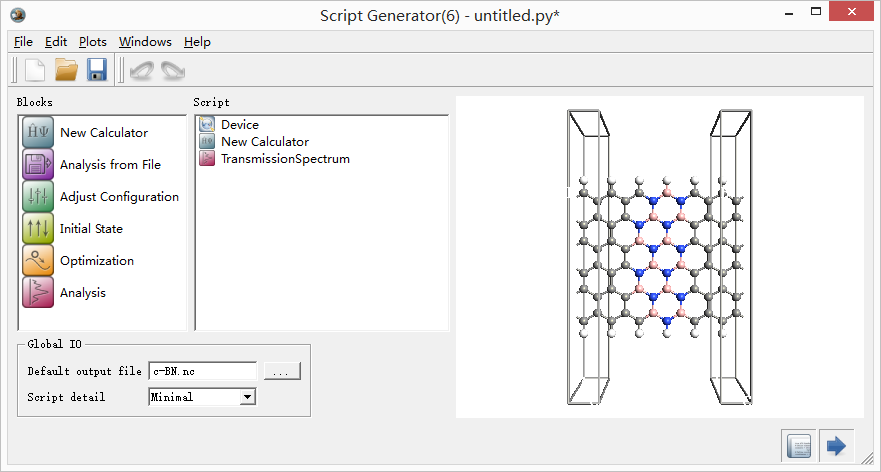 Script Generator(6) - untitled.py*
File Edit Plots Windows Help
Blocks
Script
New Calculator
Analysis from File
Adjust Configuration
Initial State
Optimization
Analysis
Device
New Calculator
TransmissionSpectrum
Global IO
Default output file c-BN.nc ...
Script detail Minimal